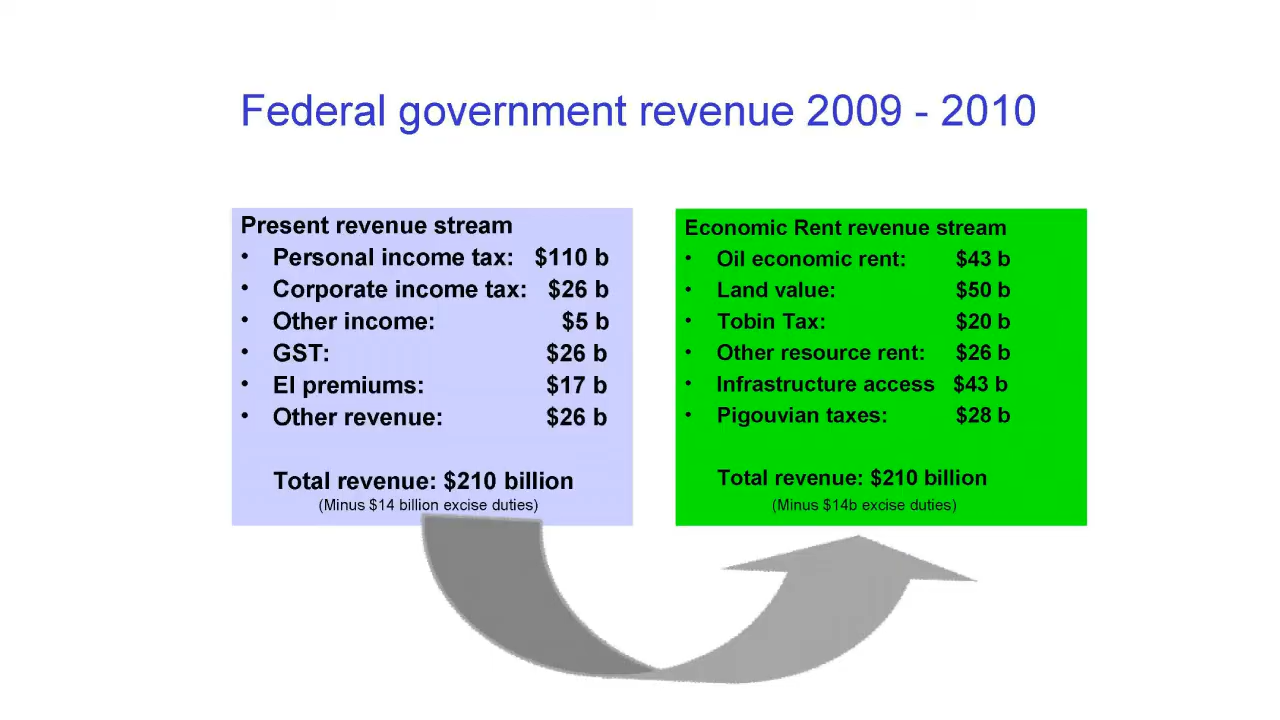 Federal government revenue 2009 - 2010
Present revenue stream
• Personal income tax: $110 b
• Corporate income tax: $26 b
• Other income: $5 b
• GST: $26 b
• EI premiums: $17 b
• Other revenue: $26 b
Total revenue: $210 billion
(Minus $14 billion excise duties)
Economic Rent revenue stream
• Oil economic rent: $43 b
• Land value: $50 b
• Tobin Tax: $20 b
• Other resource rent: $26 b
• Infrastructure access $43 b
• Pigouvian taxes: $28 b
Total revenue: $210 billion
(Minus $14b excise duties)